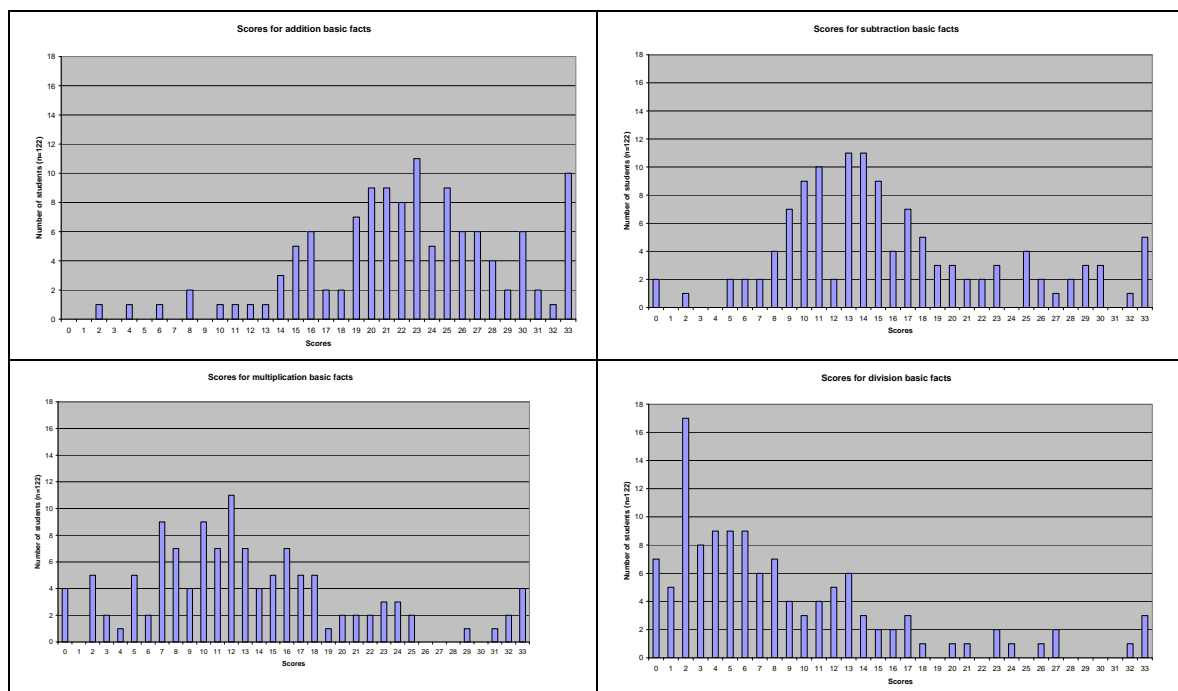 Scores for addition basic facts
Number of students (n=122)
18
16
14
12
10
8
6
4
2
0
0 1 2 3 4 5 6 7 8 9 10 11 12 13 14 15 16 17 18 19 20 21 22 23 24 25 26 27 28 29 30 31 32 33
Scores
Scores for subtraction basic facts
Number of students (n=122)
18
16
14
12
10
8
6
4
2
0
0 1 2 3 4 5 6 7 8 9 10 11 12 13 14 15 16 17 18 19 20 21 22 23 24 25 26 27 28 29 30 31 32 33
Scores
Scores for multiplication basic facts
Number of students (n=122)
18
16
14
12
10
8
6
4
2
0
0 1 2 3 4 5 6 7 8 9 10 11 12 13 14 15 16 17 18 19 20 21 22 23 24 25 26 27 28 29 30 31 32 33
Scores
Scores for division basic facts
Number of students (n=122)
18
16
14
12
10
8
6
4
2
0
0 1 2 3 4 5 6 7 8 9 10 11 12 13 14 15 16 17 18 19 20 21 22 23 24 25 26 27 28 29 30 31 32 33
Scores